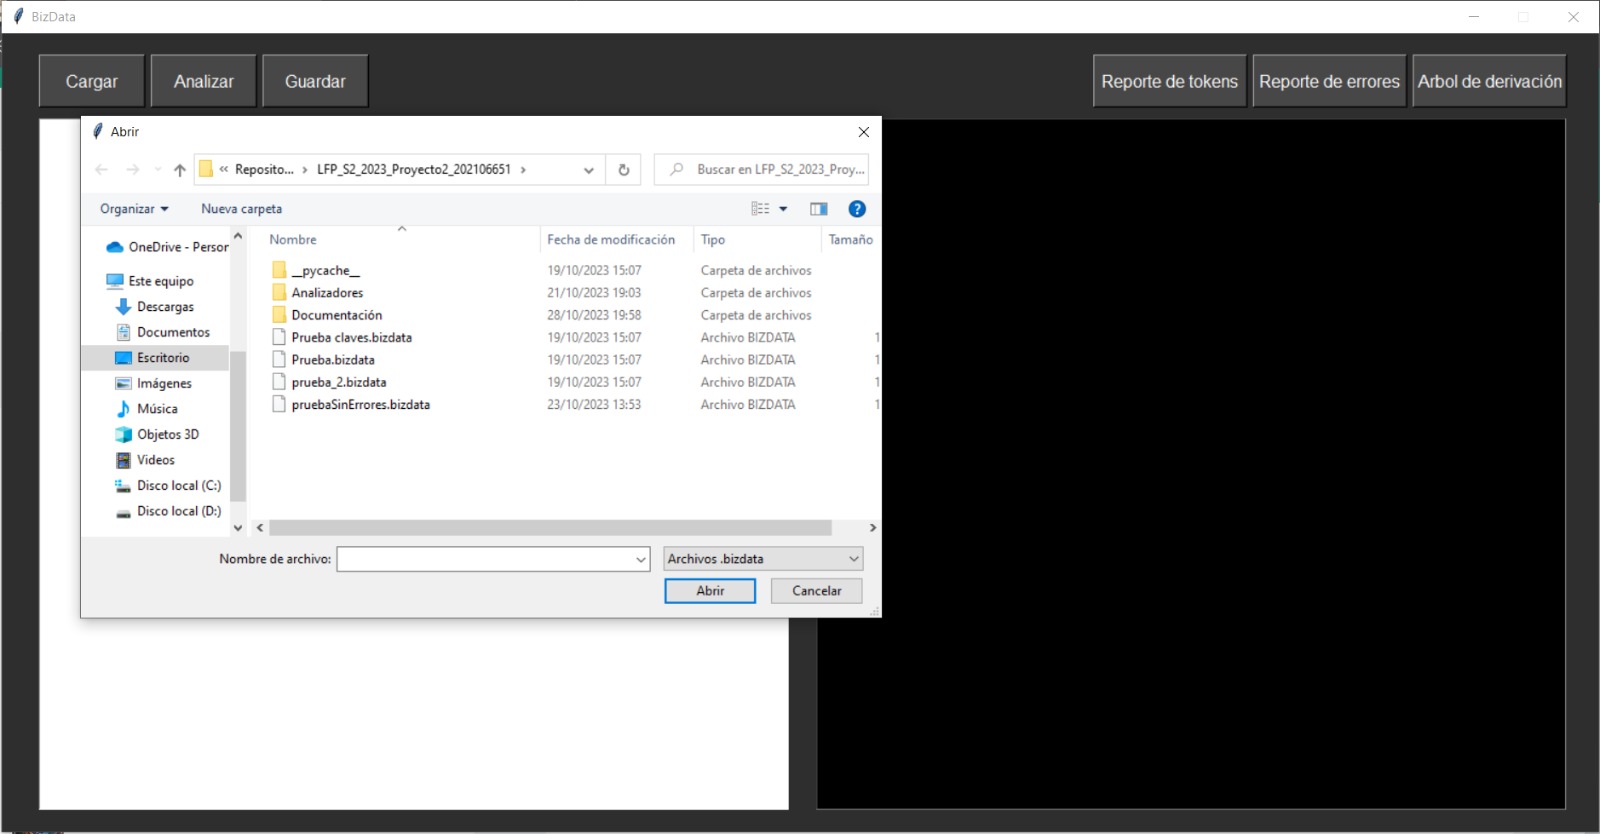 BizData
Cargar Analizar Guardar Reporte de tokens Reporte de errores Arbol de derivación
Abrir
« Reposito... › LFP_S2_2023_Proyecto2_202106651 › Buscar en LFP_S2_2023_Proy...
Organizar Nueva carpeta
Nombre Fecha de modificación Tipo Tamaño
OneDrive - Person
Este equipo
Descargas
Documentos
Escritorio
Imágenes
Música
Objetos 3D
Videos
Disco local (C:)
Disco local (D:)
__pycache__ 19/10/2023 15:07 Carpeta de archivos
Analizadores 21/10/2023 19:03 Carpeta de archivos
Documentación 28/10/2023 19:58 Carpeta de archivos
Prueba claves.bizdata 19/10/2023 15:07 Archivo BIZDATA 1
Prueba.bizdata 19/10/2023 15:07 Archivo BIZDATA 1
prueba_2.bizdata 19/10/2023 15:07 Archivo BIZDATA 1
pruebaSinErrores.bizdata 23/10/2023 13:53 Archivo BIZDATA 1
Nombre de archivo: Archivos .bizdata
Abrir Cancelar